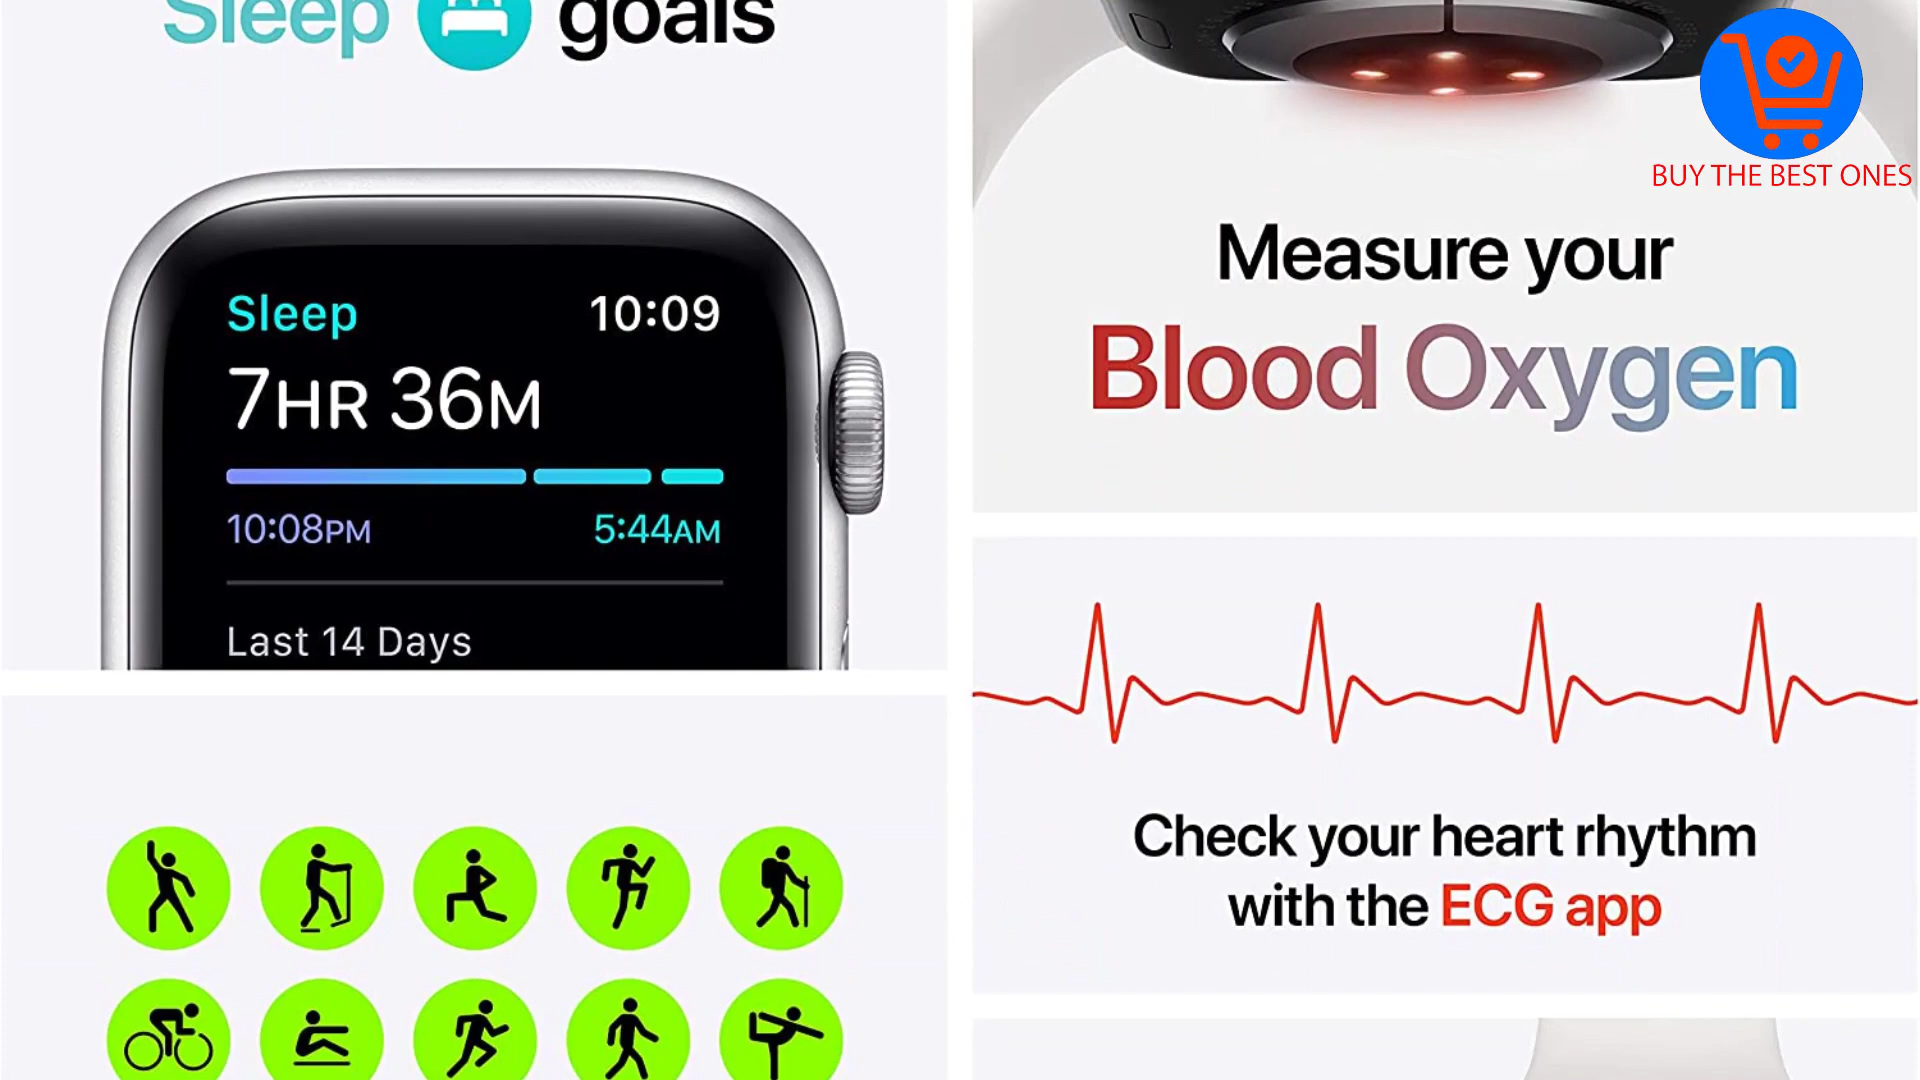 Sleep goals
Sleep 10:09
7HR 36M
10:08PM 5:44AM
Last 14 Days
BUY THE BEST ONES
Measure your
Blood Oxygen
Check your heart rhythm
with the ECG app